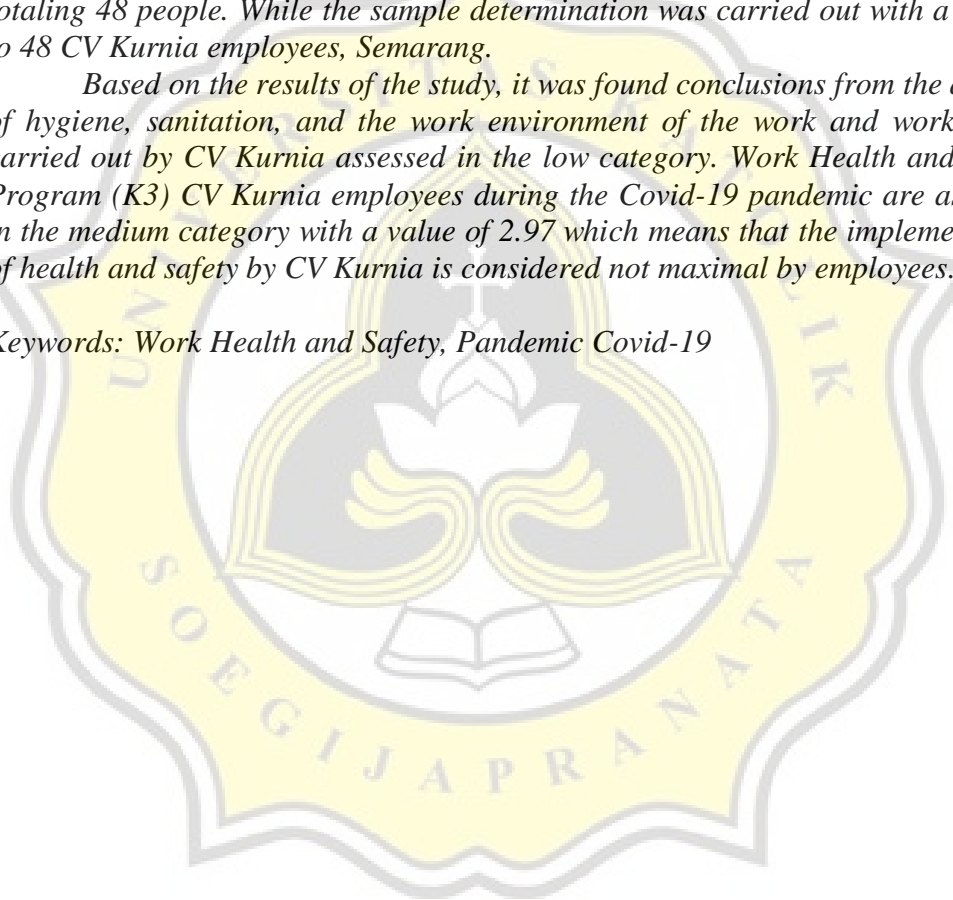 otaling 48 people. While the sample determination was carried out with a
o 48 CV Kurnia employees, Semarang.
Based on the results of the study, it was found conclusions from the
of hygiene, sanitation, and the work environment of the work and work
arried out by CV Kurnia assessed in the low category. Work Health and
Program (K3) CV Kurnia employees during the Covid-19 pandemic are
n the medium category with a value of 2.97 which means that the impleme
of health and safety by CV Kurnia is considered not maximal by employees.
Keywords: Work Health and Safety, Pandemic Covid-19
UNIVERSITAS KATOLIK
SOEGIJAPRANATA